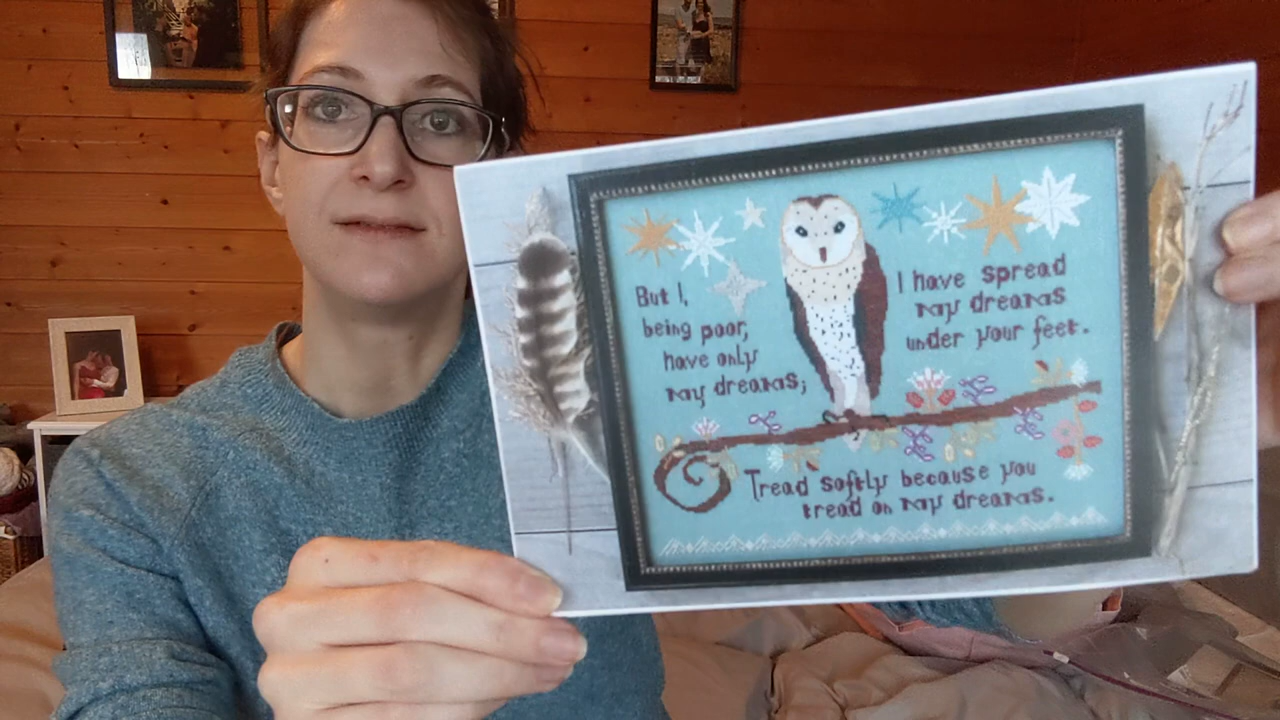 But I,
being poor,
have only
my dreams;
I have spread
my dreams
under your feet.
Tread softly because you
tread on my dreams.